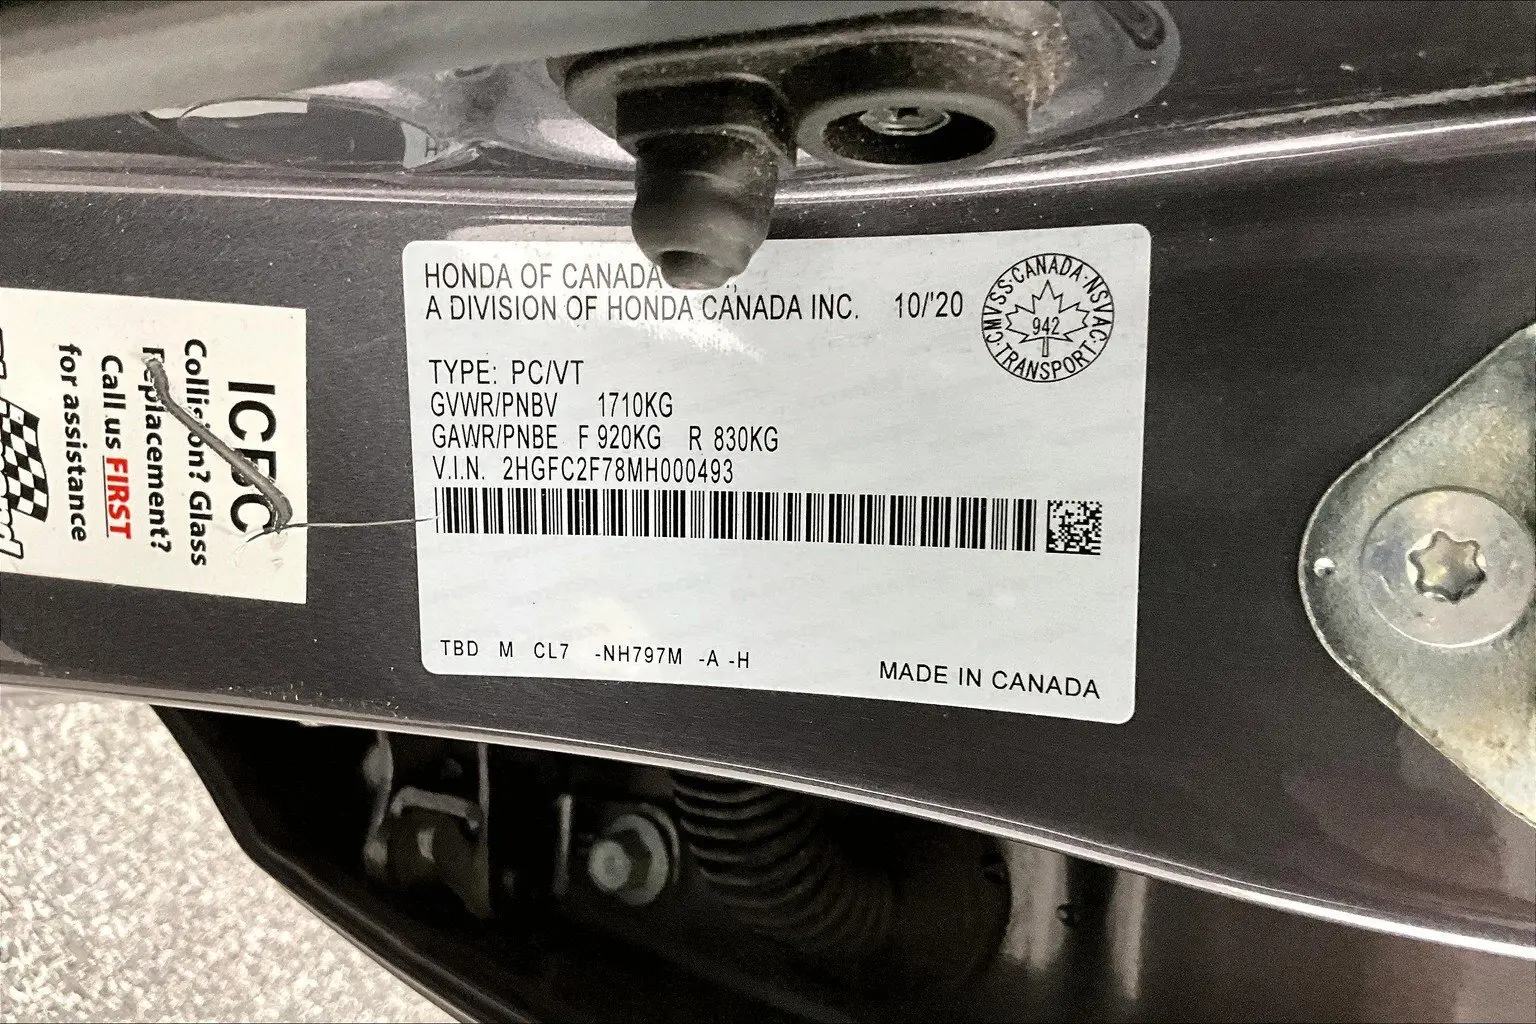 HONDA OF CANADA
A DIVISION OF HONDA CANADA INC. 10/'20
CMVSS·CANADA·NSVAC·TRANSPORT·
942
TYPE: PC/VT
GVWR/PNBV 1710KG
GAWR/PNBE F 920KG R 830KG
V.I.N. 2HGFC2F78MH000493
TBD M CL7 -NH797M -A -H
MADE IN CANADA
ICBC
Collision? Glass
replacement?
Call us FIRST
for assistance